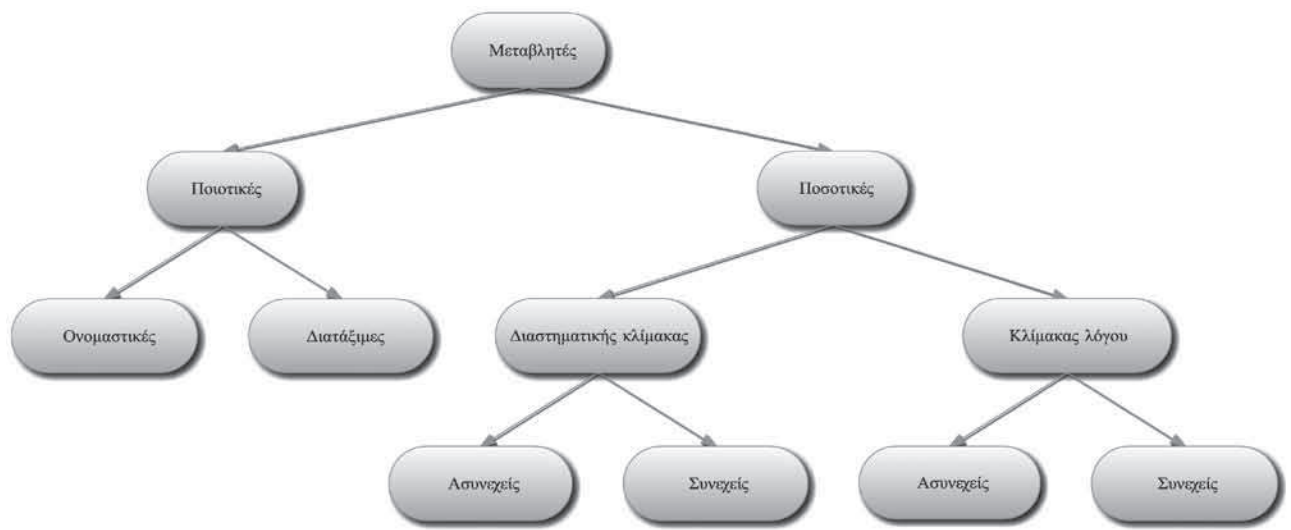 Μεταβλητές
Ποιοτικές
Ποσοτικές
Ονομαστικές
Διατάξιμες
Διαστηματικής κλίμακας
Κλίμακας λόγου
Ασυνεχείς
Συνεχείς
Ασυνεχείς
Συνεχείς